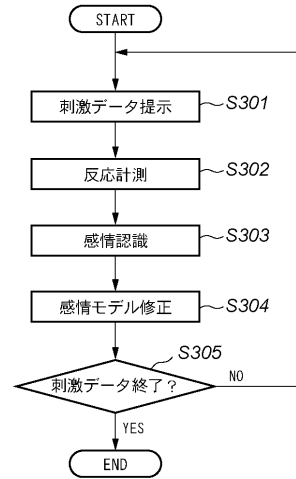 START
刺激データ提示 S301
反応計測 S302
感情認識 S303
感情モデル修正 S304
S305
刺激データ終了? NO
YES
END